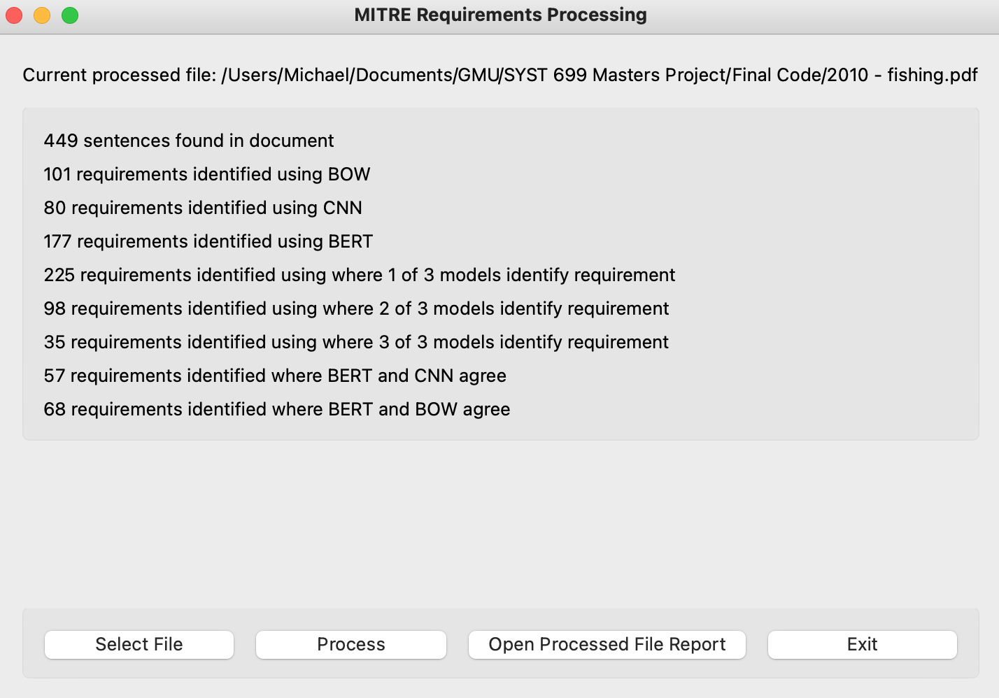 MITRE Requirements Processing
Current processed file: /Users/Michael/Documents/GMU/SYST 699 Masters Project/Final Code/2010 - fishing.pdf
449 sentences found in document
101 requirements identified using BOW
80 requirements identified using CNN
177 requirements identified using BERT
225 requirements identified using where 1 of 3 models identify requirement
98 requirements identified using where 2 of 3 models identify requirement
35 requirements identified using where 3 of 3 models identify requirement
57 requirements identified where BERT and CNN agree
68 requirements identified where BERT and BOW agree
Select File
Process
Open Processed File Report
Exit